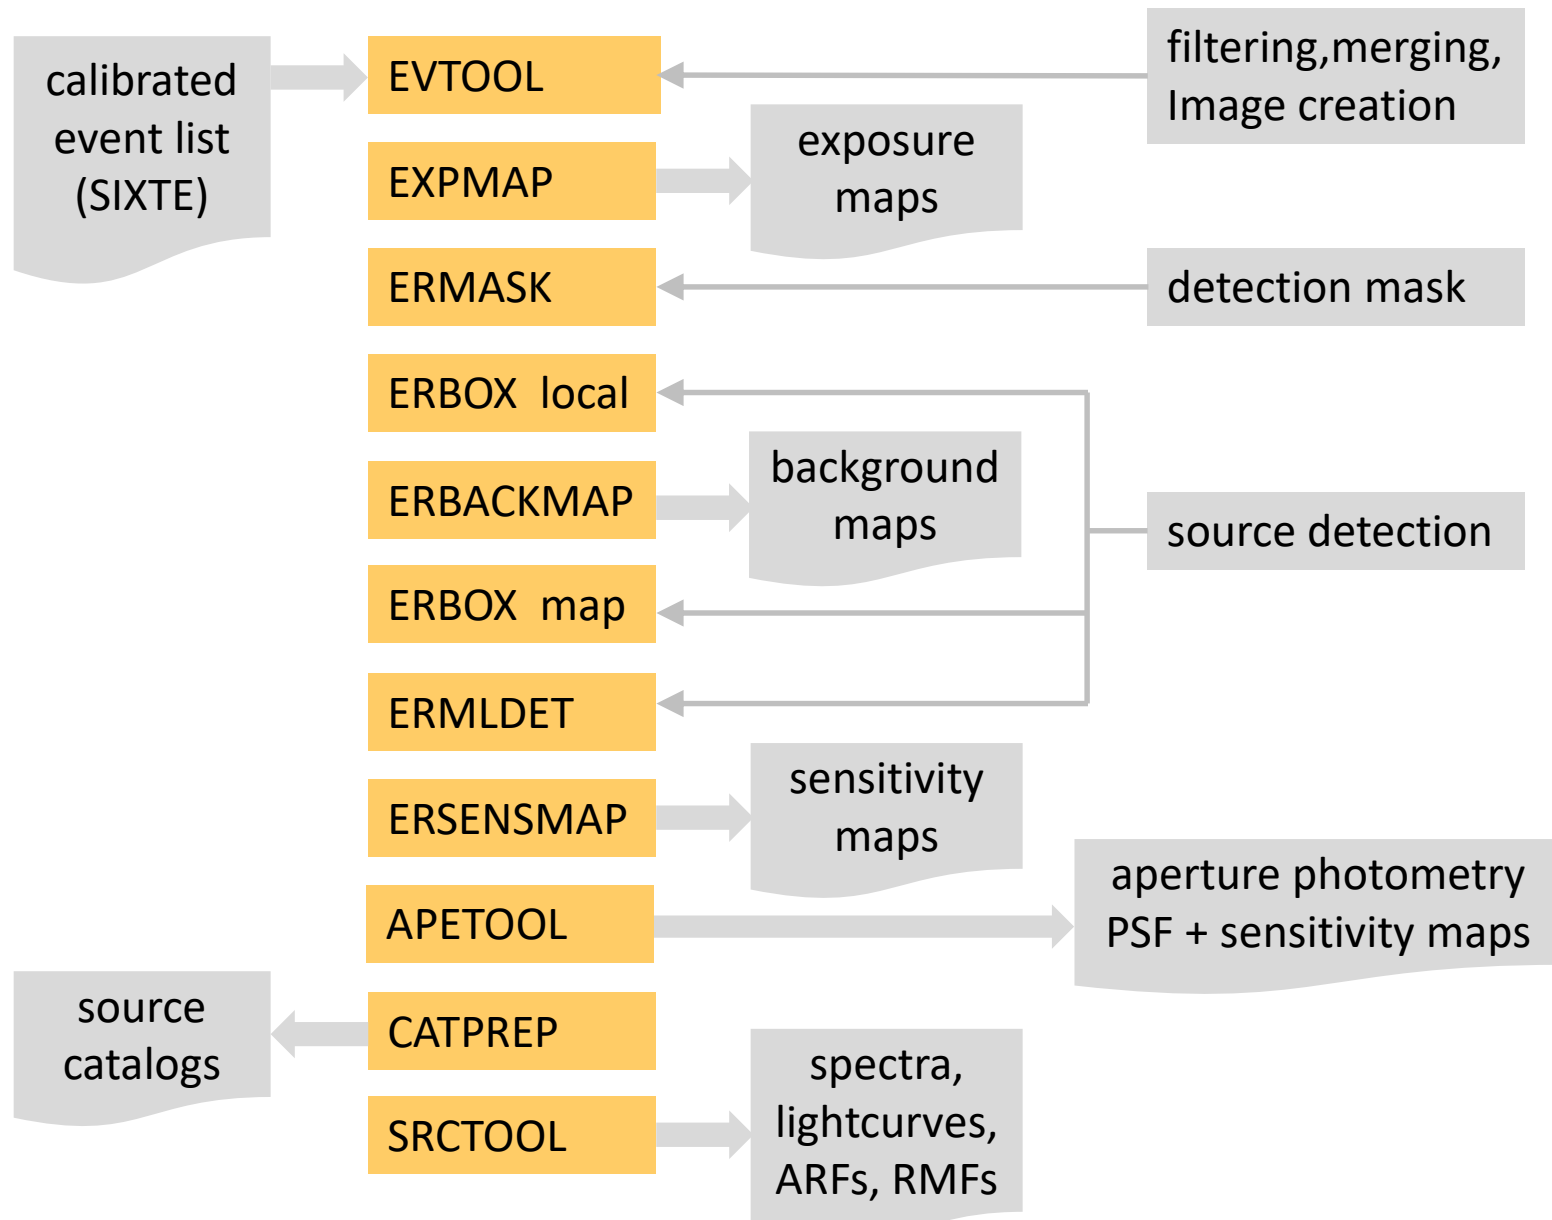 calibrated
event list
(SIXTE)
EVTOOL
filtering,merging,
Image creation
EXPMAP
exposure
maps
ERMASK
detection mask
ERBOX local
ERBACKMAP
background
maps
source detection
ERBOX map
ERMLDET
ERSENSMAP
sensitivity
maps
APETOOL
aperture photometry
PSF + sensitivity maps
source
catalogs
CATPREP
SRCTOOL
spectra,
lightcurves,
ARFs, RMFs